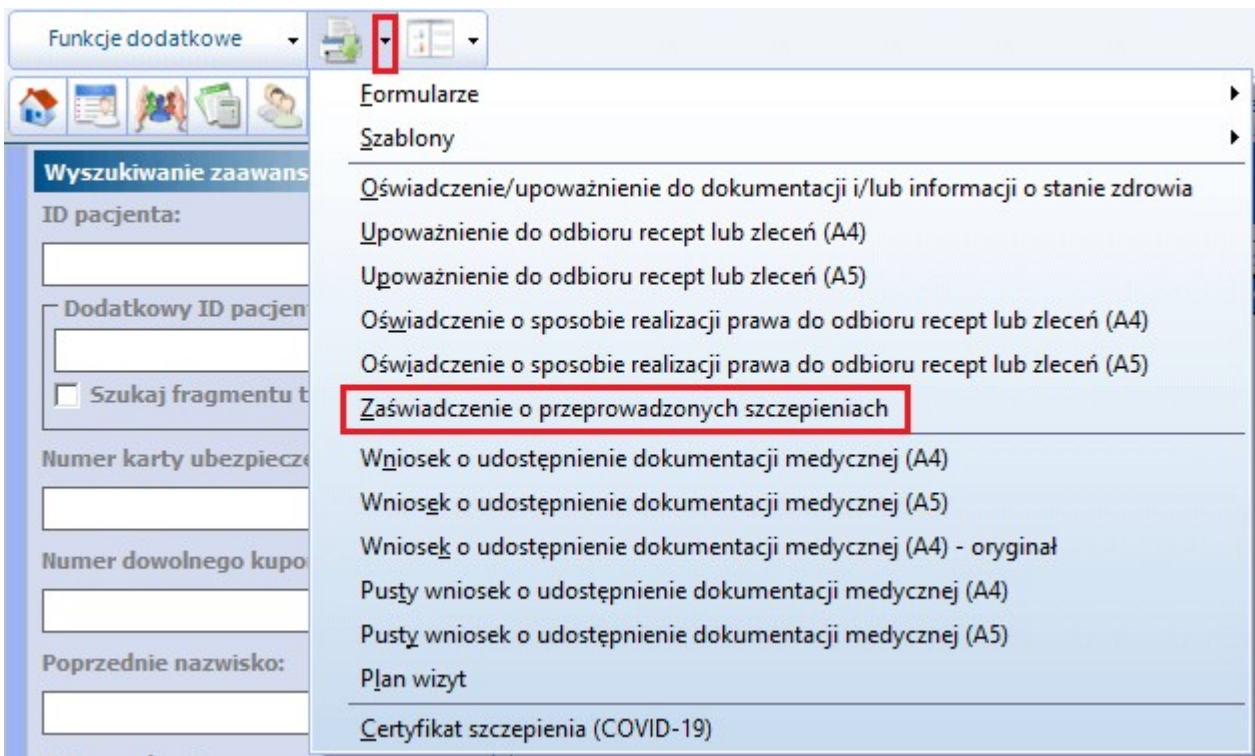 Funkcje dodatkowe
Formularze
Szablony
Wyszukiwanie
Oświadczenie/upoważnienie do dokumentacji i/lub informacji o stanie zdrowia
ID pacjenta:
Upoważnienie do odbioru recept lub zleceń (A4)
Upoważnienie do odbioru recept lub zleceń (A5)
Dodatkowy ID
Oświadczenie o sposobie realizacji prawa do odbioru recept lub zleceń (A4)
Oświadczenie o sposobie realizacji prawa do odbioru recept lub zleceń (A5)
Szukaj fragmentu
Zaświadczenie o przeprowadzonych szczepieniach
Numer karty
Wniosek o udostępnienie dokumentacji medycznej (A4)
Wniosek o udostępnienie dokumentacji medycznej (A5)
Numer dowolnego
Wniosek o udostępnienie dokumentacji medycznej (A4) - oryginał
Pusty wniosek o udostępnienie dokumentacji medycznej (A4)
Pusty wniosek o udostępnienie dokumentacji medycznej (A5)
Poprzednie nazwisko:
Plan wizyt
Certyfikat szczepienia (COVID-19)